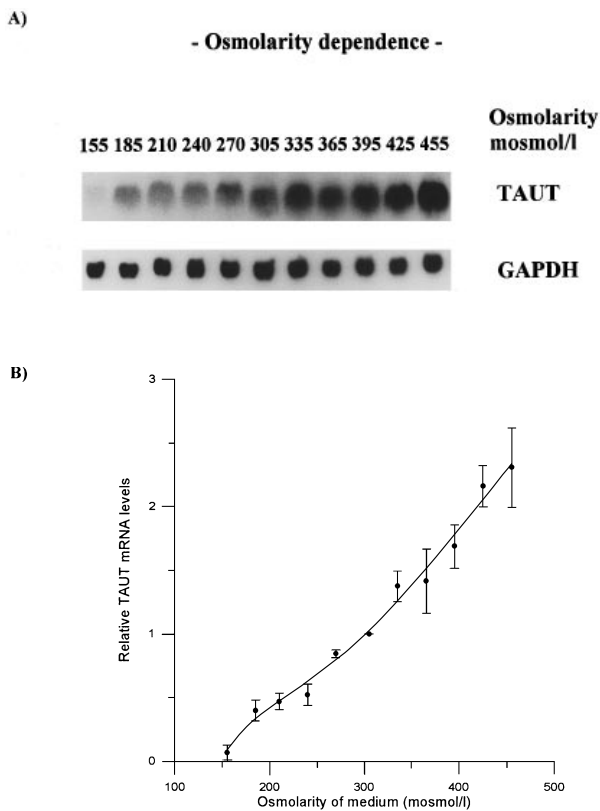 A)
- Osmolarity dependence -
Osmolarity
155 185 210 240 270 305 335 365 395 425 455 mosmol/l
TAUT
GAPDH
B)
3
2
1
0
Relative TAUT mRNA levels
100 200 300 400 500
Osmolarity of medium (mosmol/l)